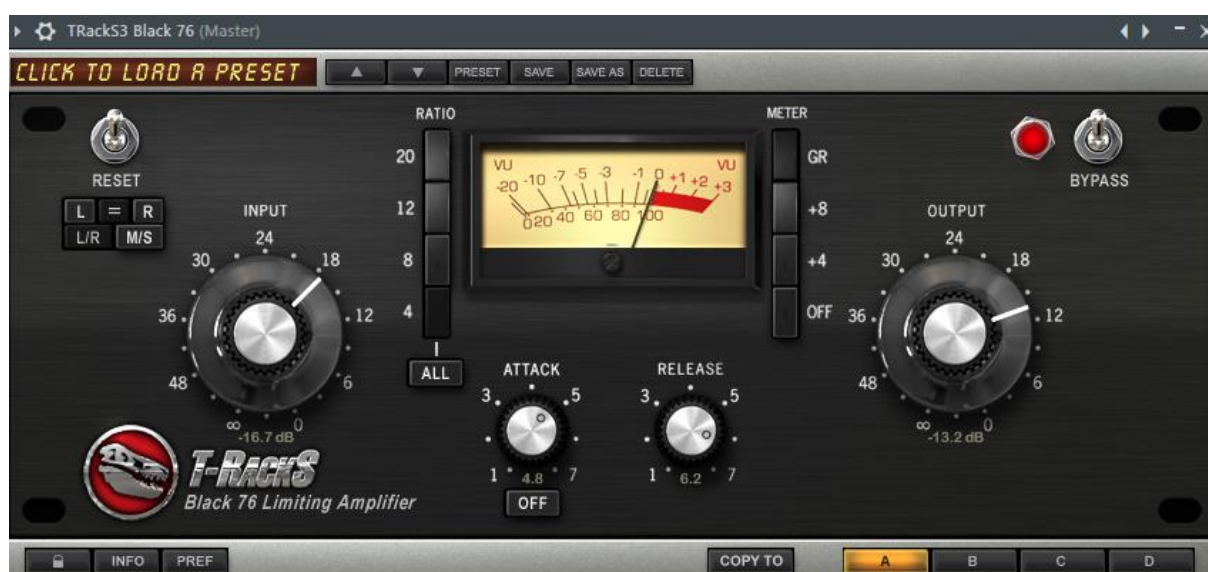 TRackS3 Black 76 (Master)
CLICK TO LOAD A PRESET
PRESET SAVE SAVE AS DELETE
RATIO METER
RESET BYPASS
L = R
L/R M/S
INPUT
24
30 18
36 12
48 6
∞ 0
-16.7 dB
20
12
8
4
ALL
VU VU
-20 -10 -7 -5 -3 -1 0 +1 +2 +3
0 20 40 60 80 100
GR
+8
+4
OFF
OUTPUT
24
30 18
36 12
48 6
∞ 0
-13.2 dB
ATTACK
3 5
1 4.8 7
OFF
RELEASE
3 5
1 6.2 7
T-RackS
Black 76 Limiting Amplifier
INFO PREF COPY TO A B C D